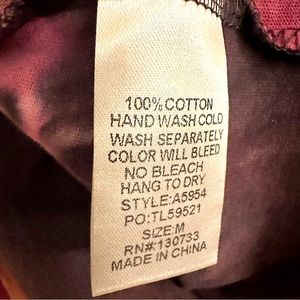 100% COTTON
HAND WASH COLD
WASH SEPARATELY
COLOR WILL BLEED
NO BLEACH
HANG TO DRY
STYLE:A5954
PO:TL59521
SIZE:M
RN#130733
MADE IN CHINA